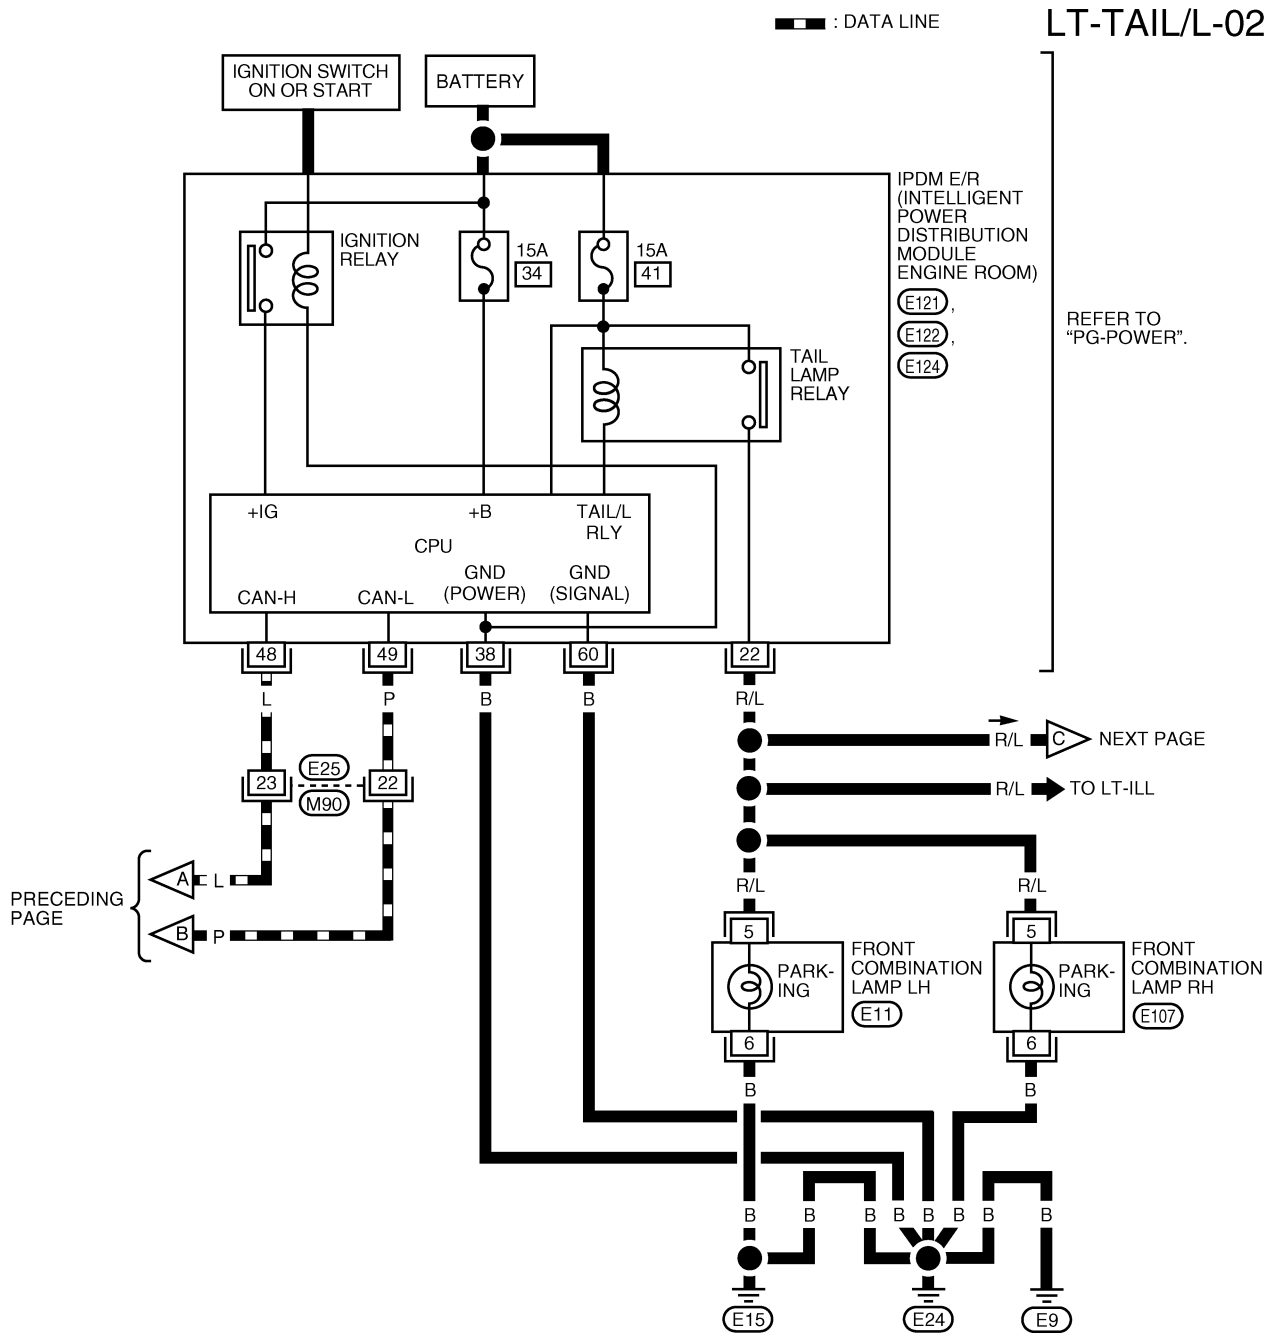 : DATA LINE
LT-TAIL/L-02
IGNITION SWITCH
ON OR START
BATTERY
IPDM E/R
(INTELLIGENT
POWER
DISTRIBUTION
MODULE
ENGINE ROOM)
E121 ,
E122 ,
E124
REFER TO
“PG-POWER”.
IGNITION
RELAY
15A
34
15A
41
TAIL
LAMP
RELAY
+IG
+B
TAIL/L
RLY
CPU
GND
(POWER)
GND
(SIGNAL)
CAN-H
CAN-L
48
49
38
60
22
L
P
B
B
R/L
R/L
C
NEXT PAGE
R/L
TO LT-ILL
23
E25
M90
22
PRECEDING
PAGE
A
L
B
P
R/L
R/L
5
5
PARK-
ING
FRONT
COMBINATION
LAMP LH
E11
PARK-
ING
FRONT
COMBINATION
LAMP RH
E107
6
6
B
B
B
B
B
B
B
B
B
B
E15
E24
E9